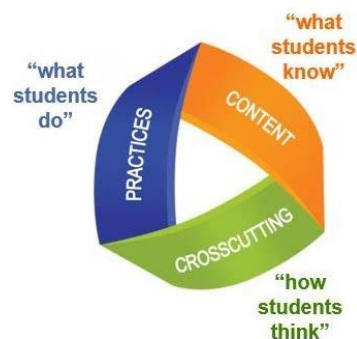 “what
students
know”
“what
students
do”
PRACTICES
CONTENT
CROSSCUTTING
“how
students
think”